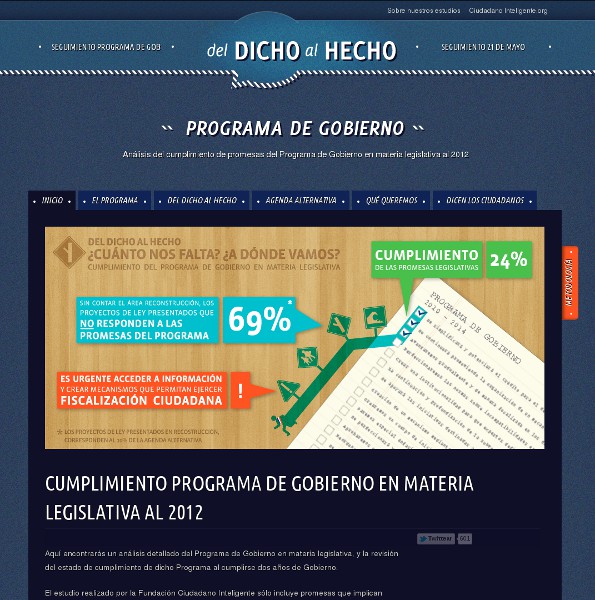 Sobre nuestros estudios Ciudadano Inteligente.org
SEGUIMIENTO PROGRAMA DE GOB
del DICHO al HECHO
SEGUIMIENTO 21 DE MAYO
PROGRAMA DE GOBIERNO
Análisis del cumplimiento de promesas del Programa de Gobierno en materia legislativa al 2012
INICIO
EL PROGRAMA
DEL DICHO AL HECHO
AGENDA ALTERNATIVA
QUÉ QUEREMOS
DICEN LOS CIUDADANOS
METODOLOGÍA
DEL DICHO AL HECHO
¿CUÁNTO NOS FALTA? ¿A DÓNDE VAMOS?
CUMPLIMIENTO DEL PROGRAMA DE GOBIERNO EN MATERIA LEGISLATIVA
CUMPLIMIENTO
DE LAS PROMESAS LEGISLATIVAS
24%
SIN CONTAR EL ÁREA RECONSTRUCCIÓN, LOS
PROYECTOS DE LEY PRESENTADOS QUE
NO RESPONDEN A LAS
PROMESAS DEL PROGRAMA
69%*
ES URGENTE ACCEDER A INFORMACIÓN
Y CREAR MECANISMOS QUE PERMITAN EJERCER
FISCALIZACIÓN CIUDADANA
!
PROGRAMA DE GOBIERNO
2010 - 2014
* LOS PROYECTOS DE LEY PRESENTADOS EN RECONSTRUCCIÓN,
CORRESPONDEN AL DE LA AGENDA ALTERNATIVA
CUMPLIMIENTO PROGRAMA DE GOBIERNO EN MATERIA
LEGISLATIVA AL 2012
Twittear 601
Aquí encontrarás un análisis detallado del Programa de Gobierno en materia legislativa, y la revisión
del estado de cumplimiento de dicho Programa al cumplirse dos años de Gobierno.
El estudio realizado por la Fundación Ciudadano Inteligente sólo incluye promesas que implican